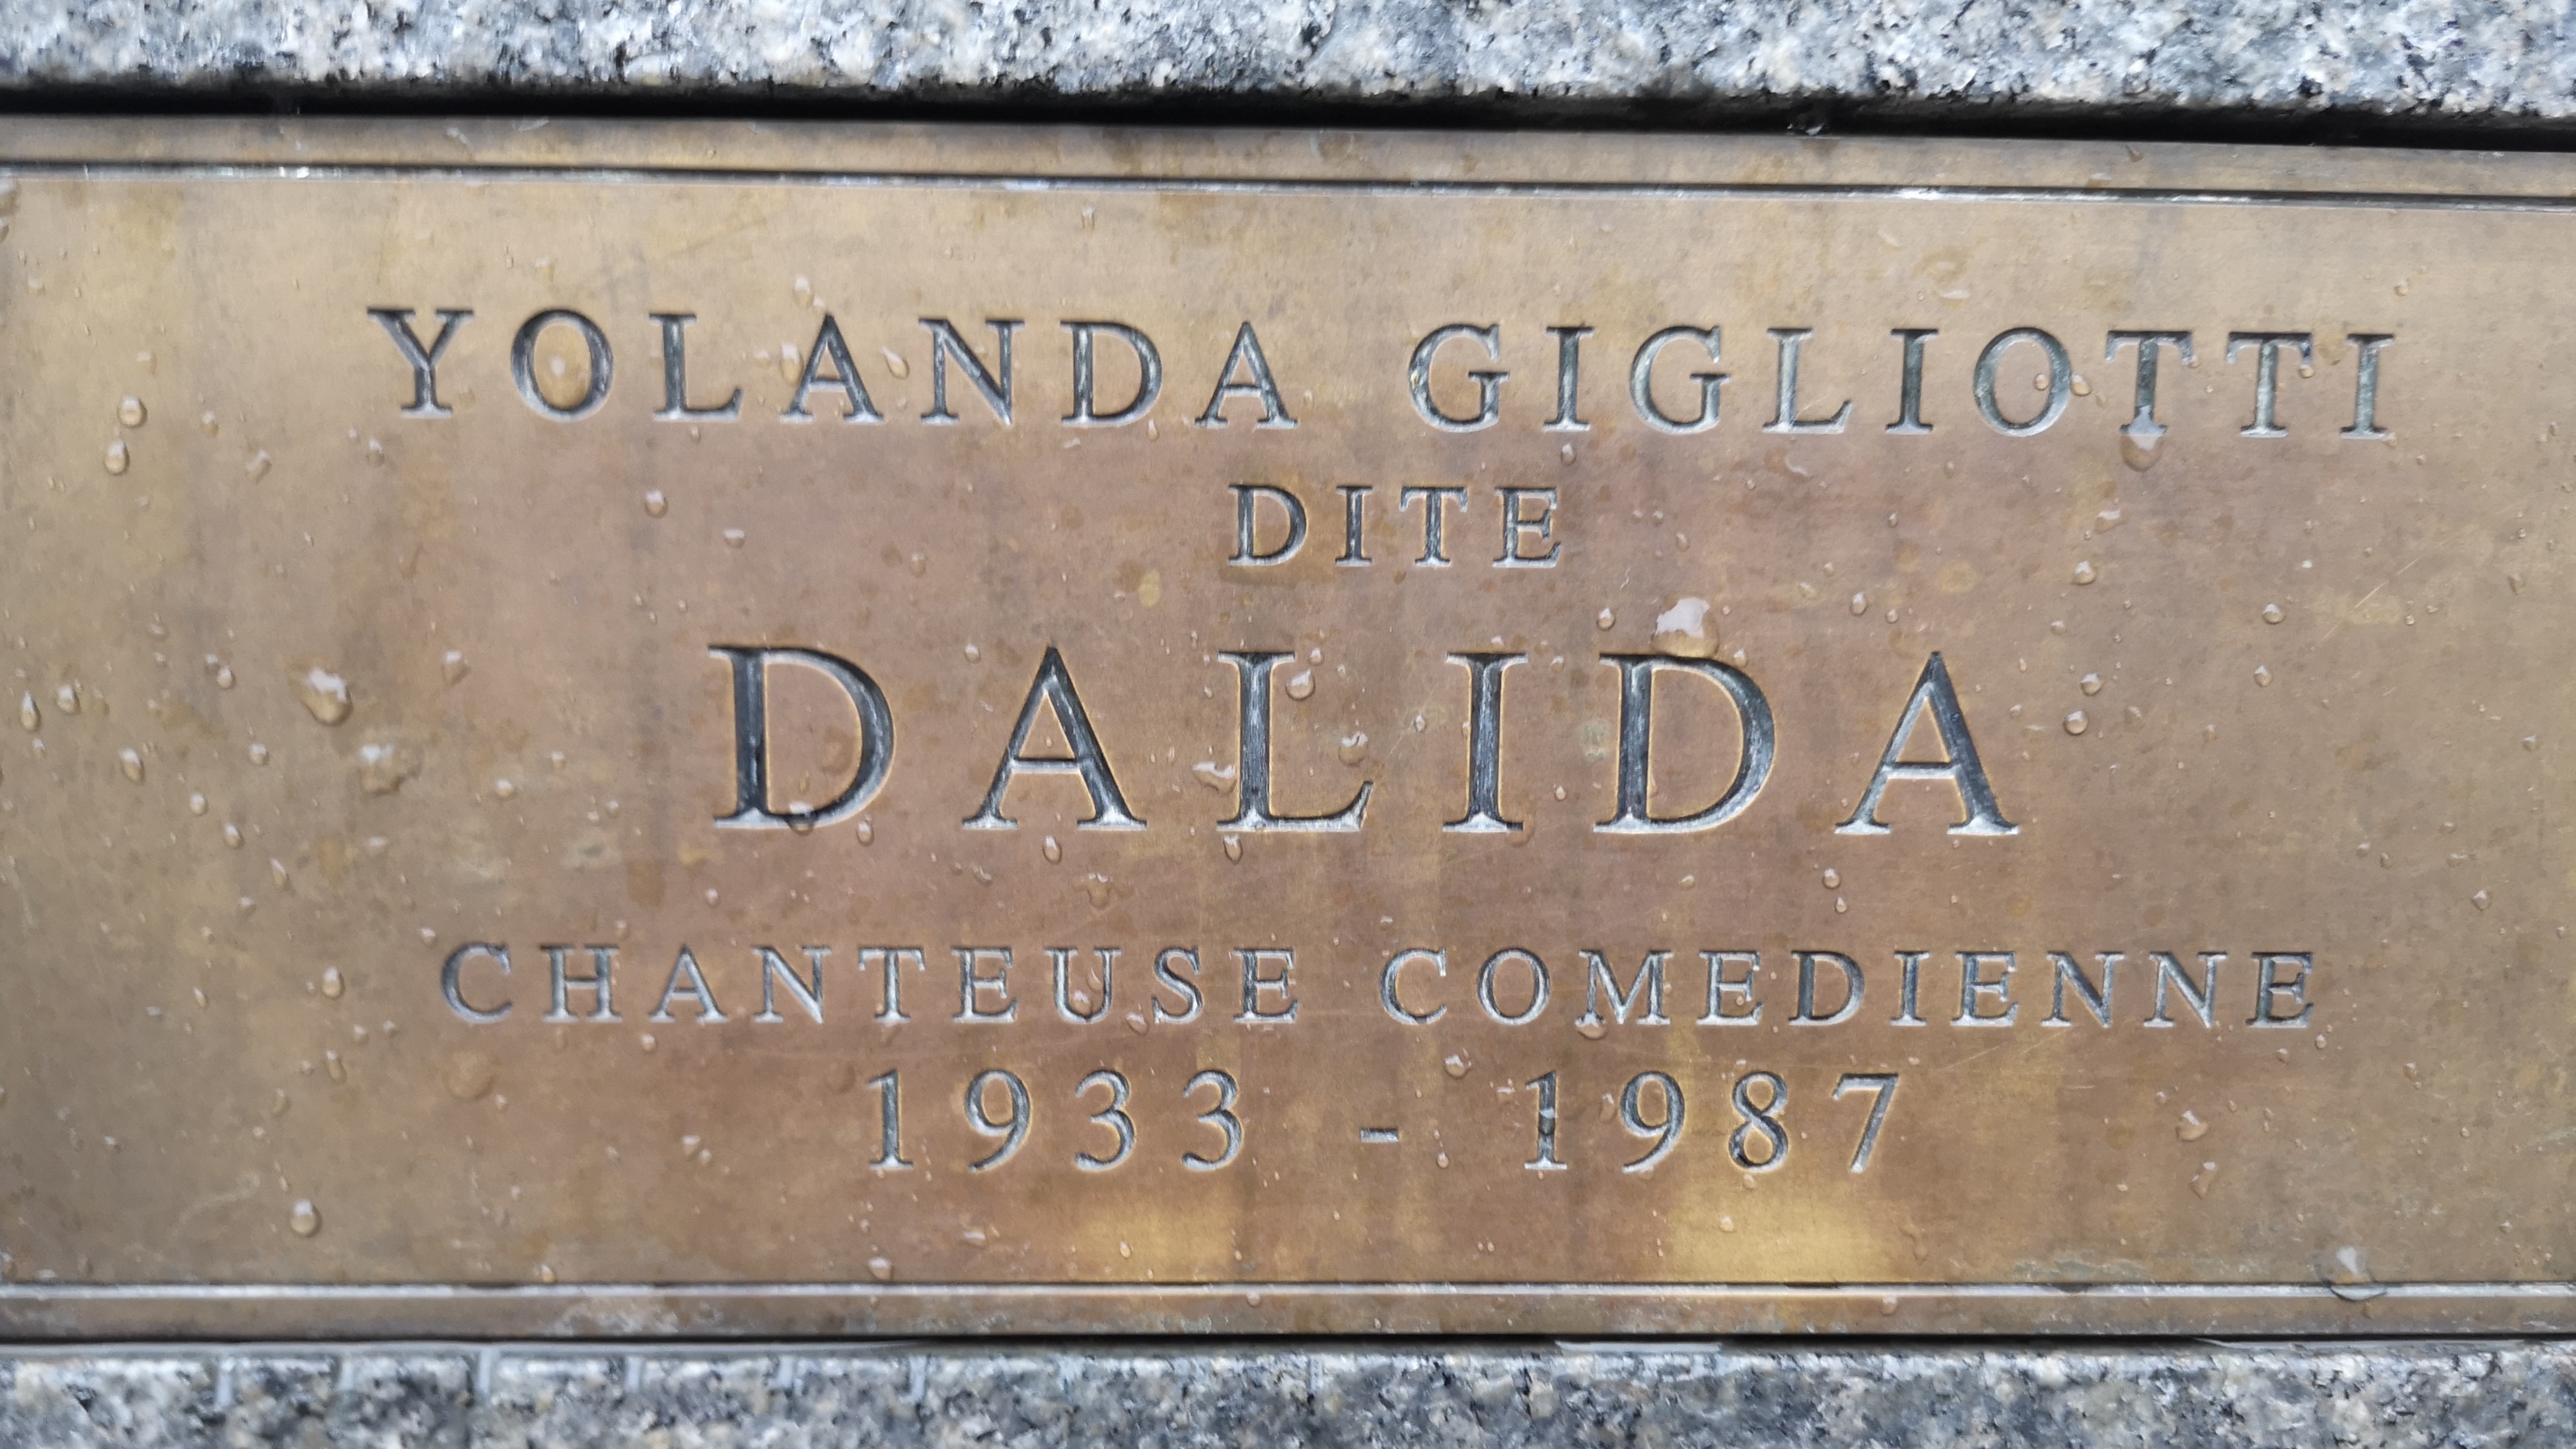 YOLANDA GIGLIOTTI
DITE
DALIDA
CHANTEUSE COMEDIENNE
1933 - 1987